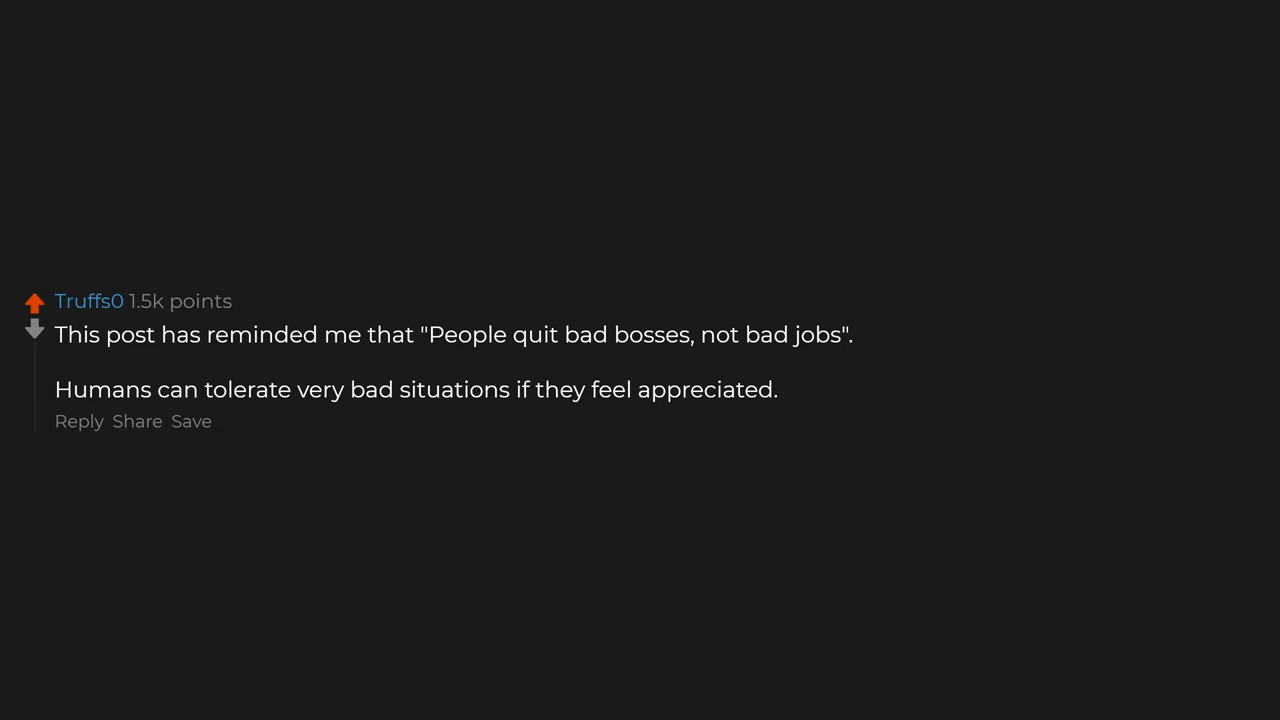 Truffs0 1.5k points
This post has reminded me that "People quit bad bosses, not bad jobs".
Humans can tolerate very bad situations if they feel appreciated.
Reply Share Save